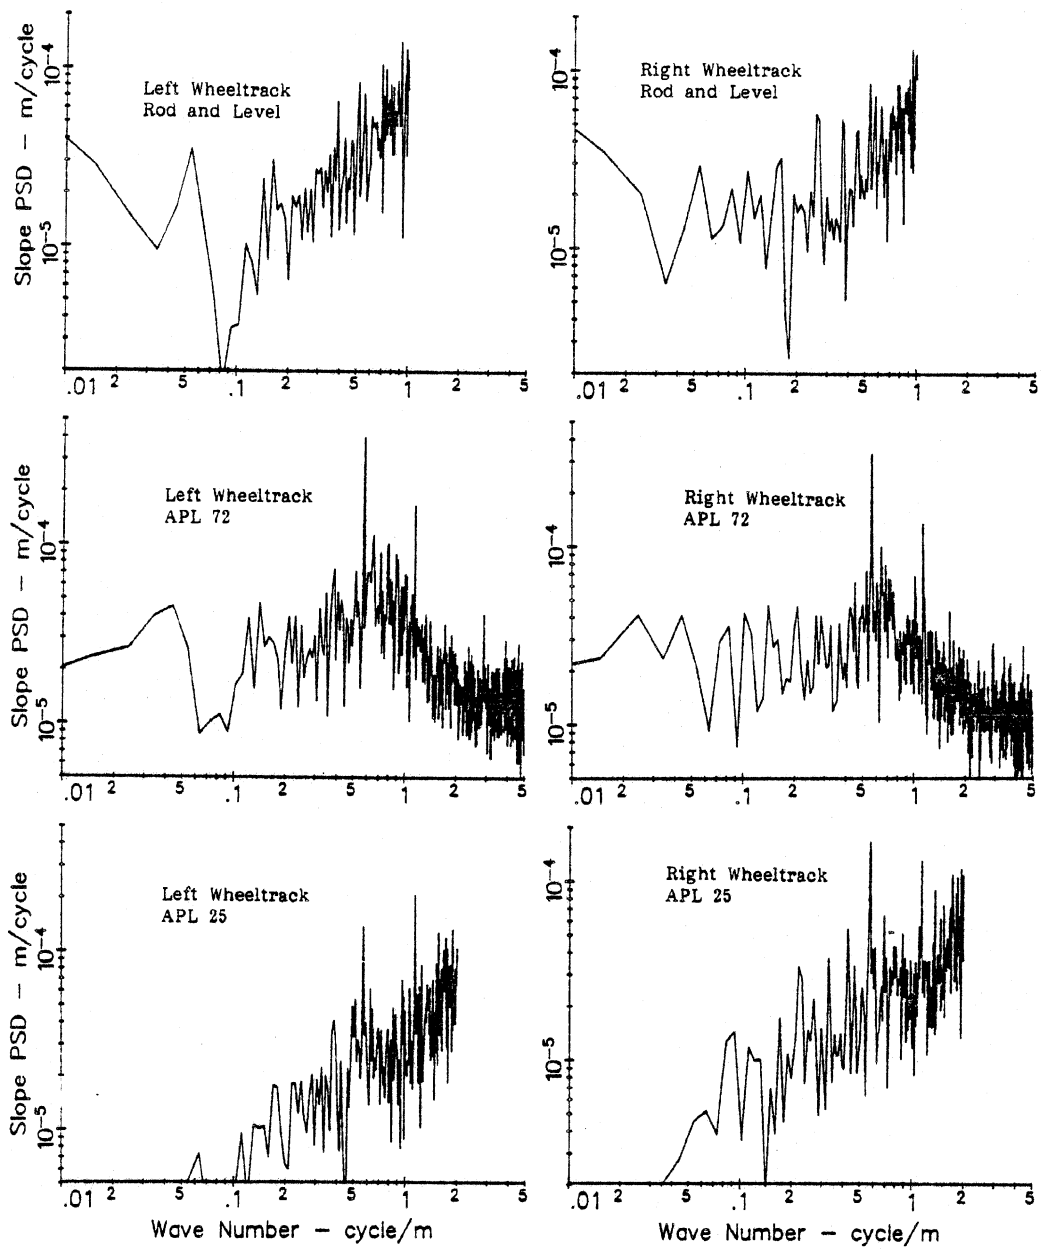 Slope PSD – m/cycle
10⁻⁴
10⁻⁵
Left Wheeltrack
Rod and Level
.01 2 5 .1 2 5 1 2 5
10⁻⁴
10⁻⁵
Right Wheeltrack
Rod and Level
.01 2 5 .1 2 5 1 2 5
Slope PSD – m/cycle
10⁻⁴
10⁻⁵
Left Wheeltrack
APL 72
.01 2 5 .1 2 5 1 2 5
10⁻⁴
10⁻⁵
Right Wheeltrack
APL 72
.01 2 5 .1 2 5 1 2 5
Slope PSD – m/cycle
10⁻⁴
10⁻⁵
Left Wheeltrack
APL 25
.01 2 5 .1 2 5 1 2 5
Wave Number – cycle/m
10⁻⁴
10⁻⁵
Right Wheeltrack
APL 25
.01 2 5 .1 2 5 1 2 5
Wave Number – cycle/m